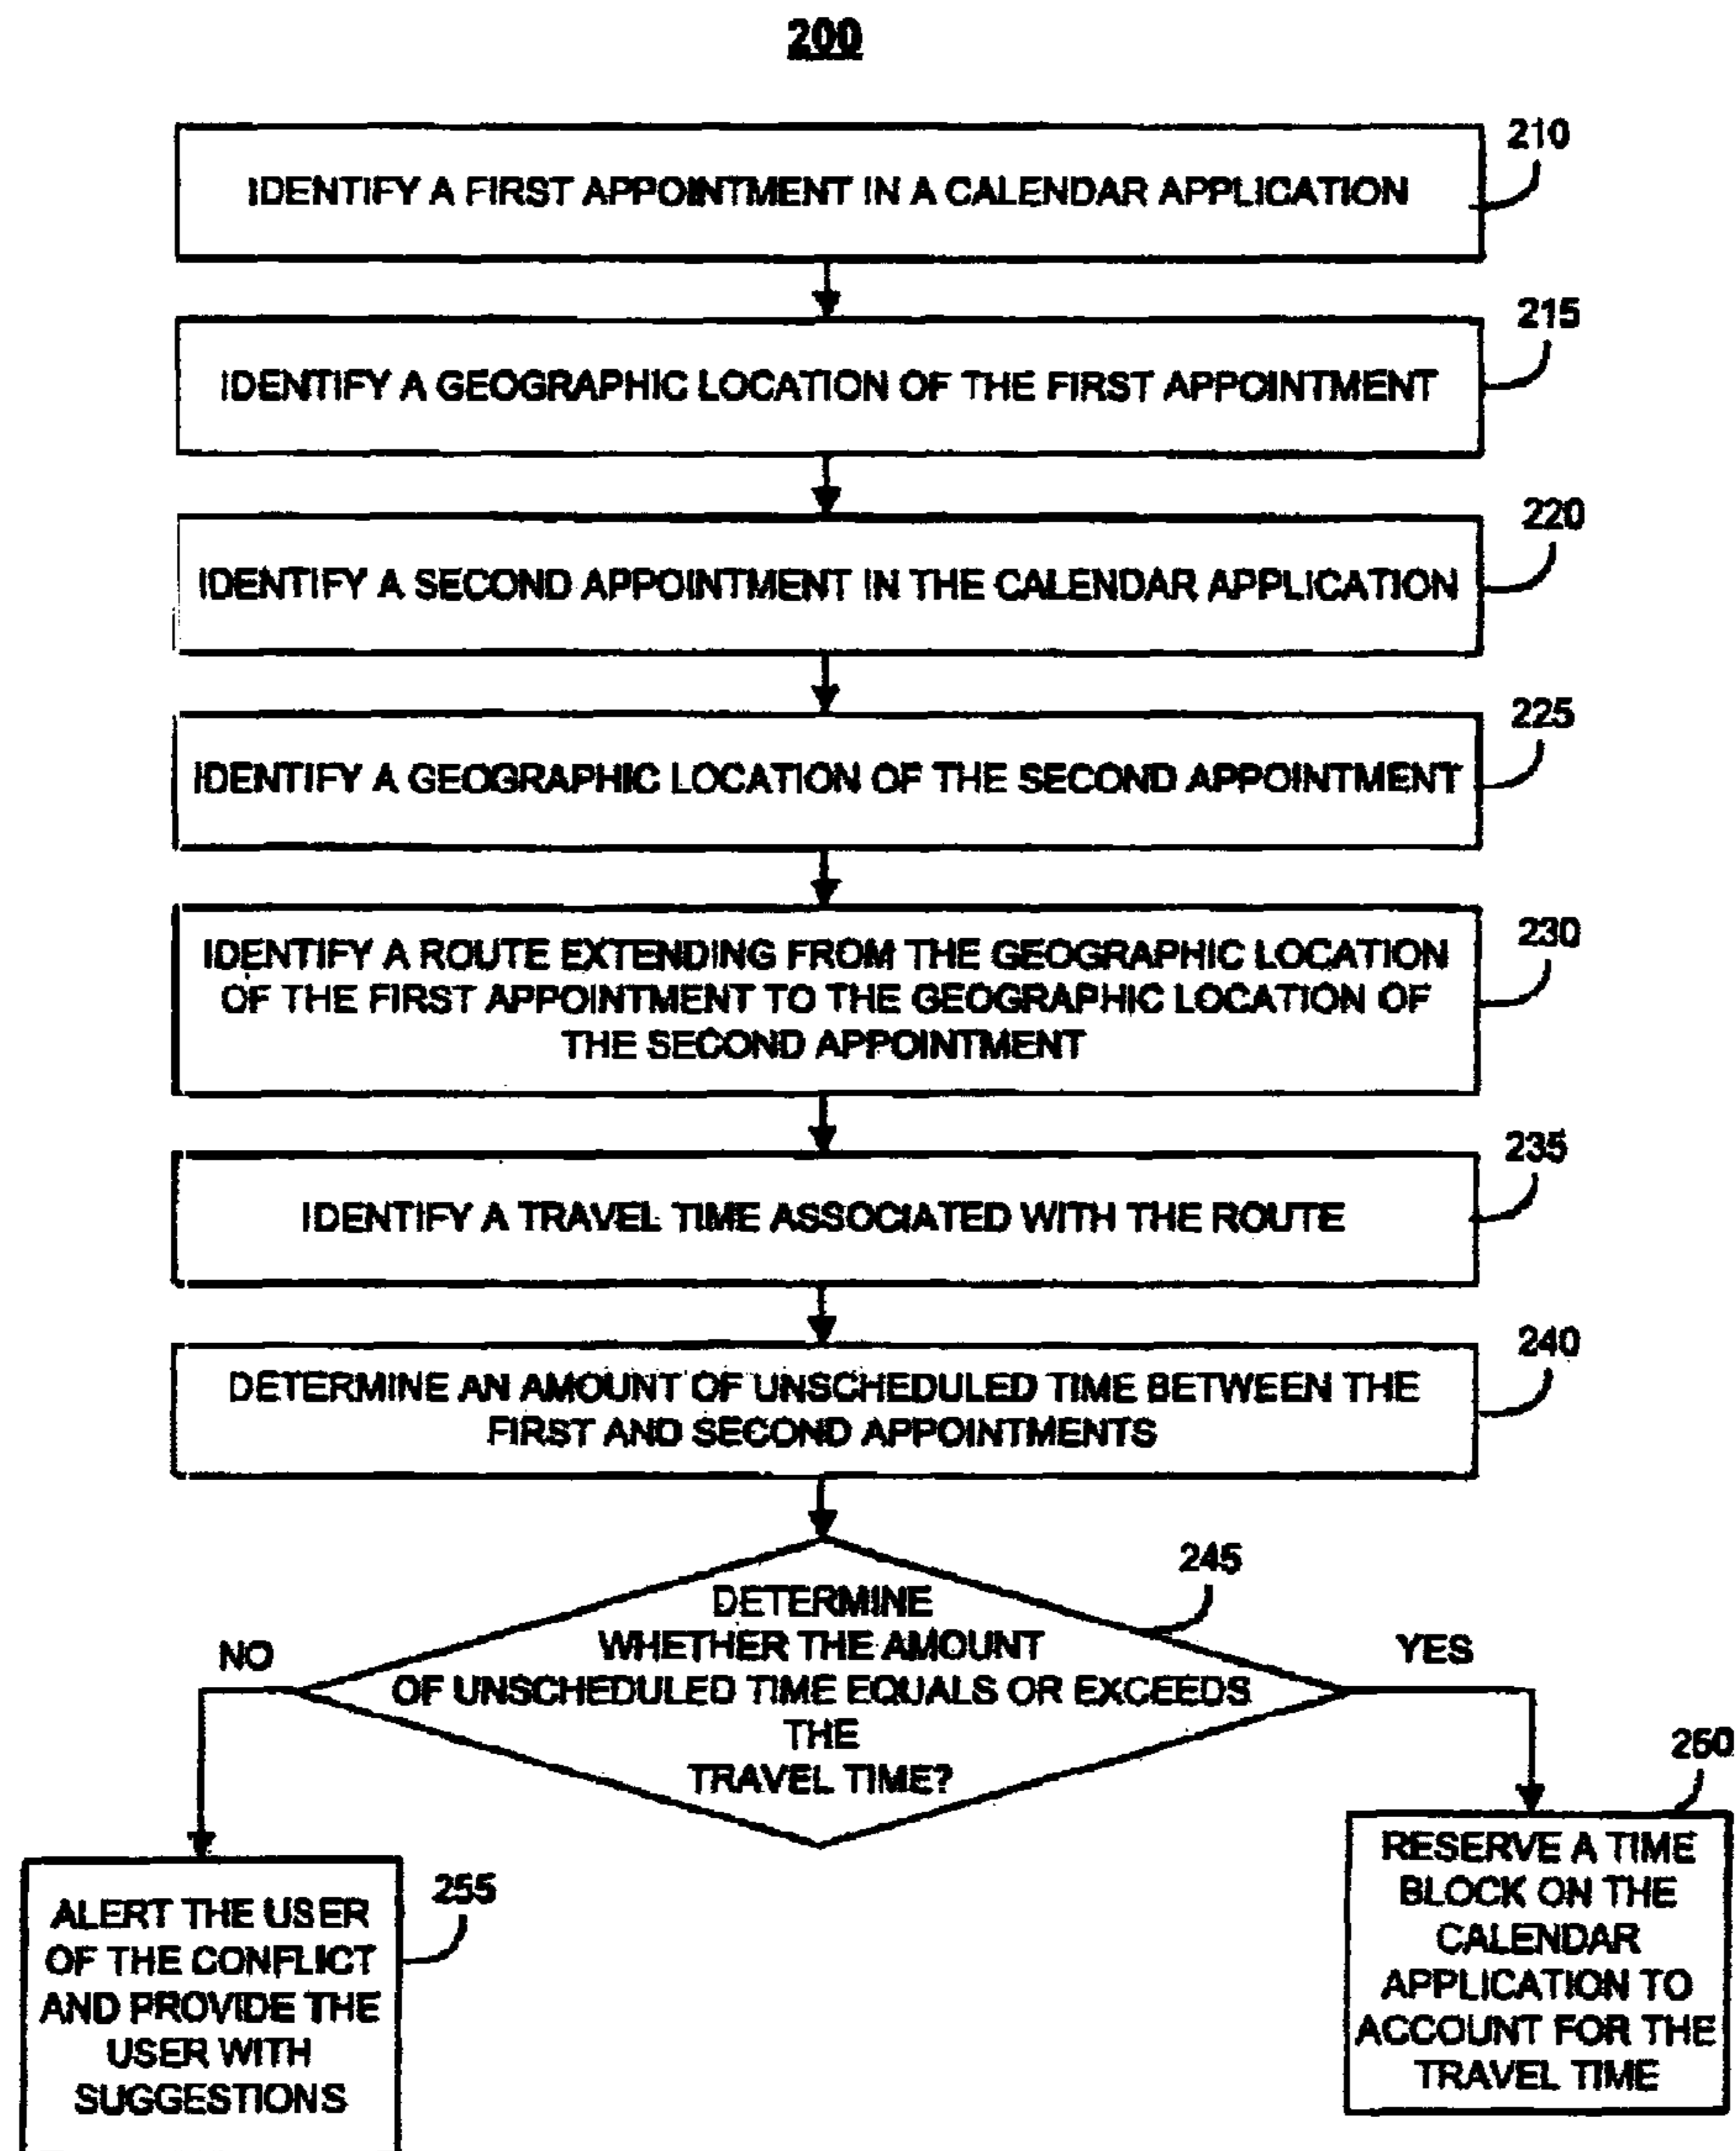 200
210
IDENTIFY A FIRST APPOINTMENT IN A CALENDAR APPLICATION
215
IDENTIFY A GEOGRAPHIC LOCATION OF THE FIRST APPOINTMENT
220
IDENTIFY A SECOND APPOINTMENT IN THE CALENDAR APPLICATION
225
IDENTIFY A GEOGRAPHIC LOCATION OF THE SECOND APPOINTMENT
230
IDENTIFY A ROUTE EXTENDING FROM THE GEOGRAPHIC LOCATION
OF THE FIRST APPOINTMENT TO THE GEOGRAPHIC LOCATION OF
THE SECOND APPOINTMENT
235
IDENTIFY A TRAVEL TIME ASSOCIATED WITH THE ROUTE
240
DETERMINE AN AMOUNT OF UNSCHEDULED TIME BETWEEN THE
FIRST AND SECOND APPOINTMENTS
245
DETERMINE
WHETHER THE AMOUNT
OF UNSCHEDULED TIME EQUALS OR EXCEEDS
THE
TRAVEL TIME?
NO
YES
255
ALERT THE USER
OF THE CONFLICT
AND PROVIDE THE
USER WITH
SUGGESTIONS
250
RESERVE A TIME
BLOCK ON THE
CALENDAR
APPLICATION TO
ACCOUNT FOR THE
TRAVEL TIME